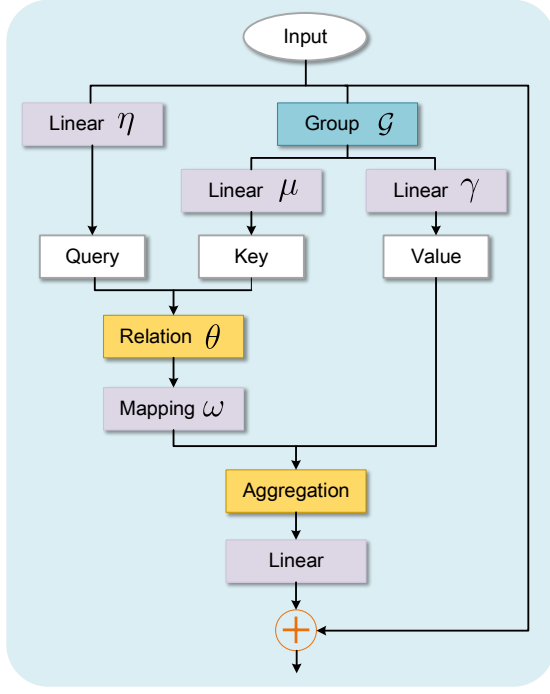 Input
Linear η
Group 𝒢
Linear μ
Linear γ
Query
Key
Value
Relation θ
Mapping ω
Aggregation
Linear
+